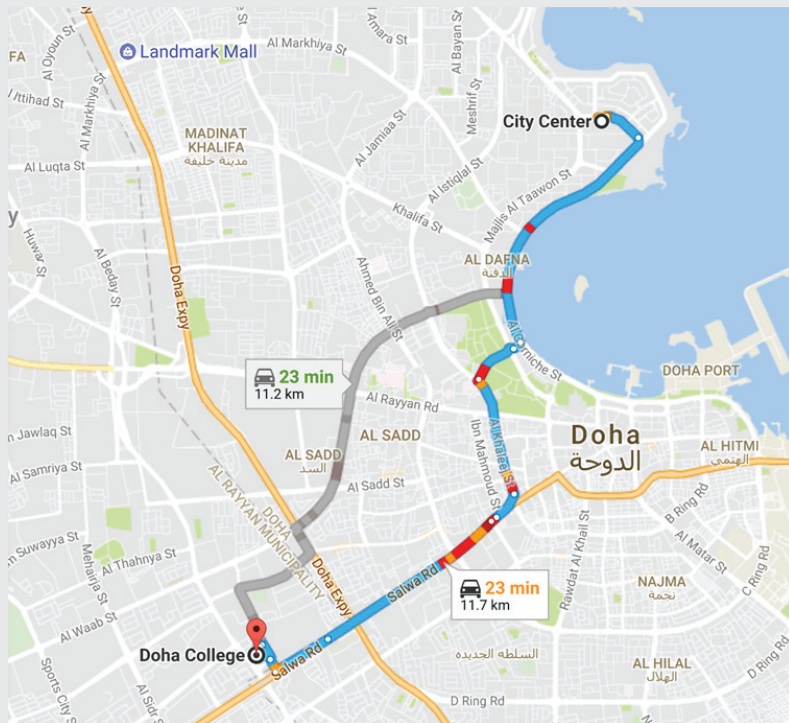 Landmark Mall
FA
Al Oyoun St
Al Markhiya St
Al Amara St
Al Bayan St
Al Ittihad St
Al Markhiya St
Meshrif St
City Center
MADINAT
KHALIFA
مدينة خليفة
Al Jamiaa St
Al Luqta St
Al Istiqlal St
Majlis Al Taawon St
Khalifa St
y
Huwar St
Al Beday St
Doha Expy
AL DAFNA
الدفنة
Ahmed Bin Ali St
Al Corniche St
23 min
11.2 km
DOHA PORT
Al Rayyan Rd
m Jawlaq St
AL SADD
السد
AL SADD
Ibn Mahmoud St
Al Khaleej St
Doha
الدوحة
AL HITMI
الهتمي
Al Samriya St
Al Sadd St
DOHA
AL RAYYAN MUNICIPALITY
B Ring Rd
m Suwayya St
Al Thahnya St
Mehairja St
Doha Expy
Salwa Rd
23 min
11.7 km
Rawdat Al Khail St
Al Matar St
C Ring Rd
NAJMA
نجمة
Al Waab St
Doha College
Salwa Rd
السلطه الجديده
AL HILAL
الهلال
Sports City St
Al Sidr
D Ring Rd
D Ring Rd